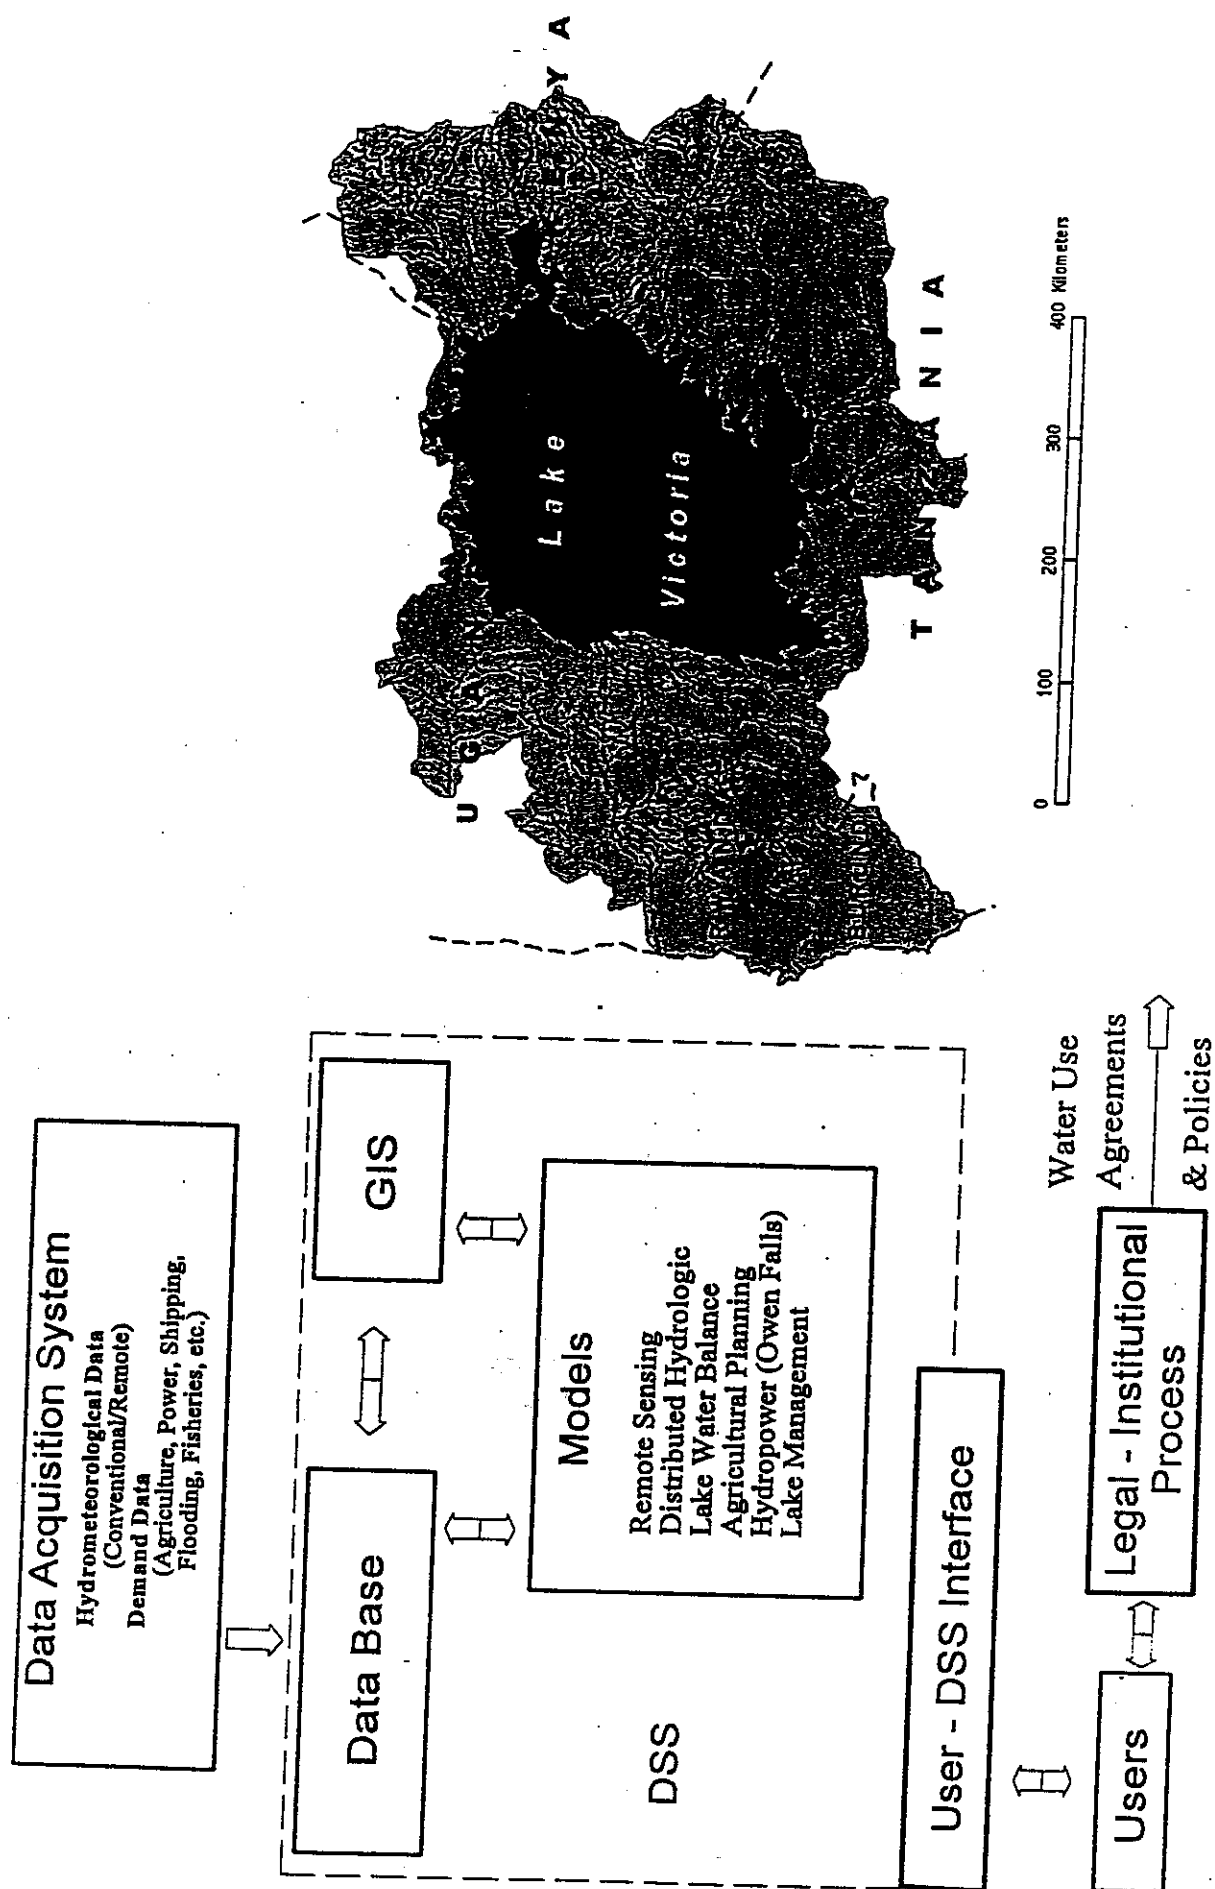 Data Acquisition System
Hydrometeorological Data
(Conventional/Remote)
Demand Data
(Agriculture, Power, Shipping,
Flooding, Fisheries, etc.)
Data Base
GIS
Models
Remote Sensing
Distributed Hydrologic
Lake Water Balance
Agricultural Planning
Hydropower (Owen Falls)
Lake Management
DSS
User - DSS Interface
Users
Legal - Institutional
Process
Water Use
Agreements
& Policies
Lake
Victoria
TANZANIA
0 100 200 300 400 Kilometers